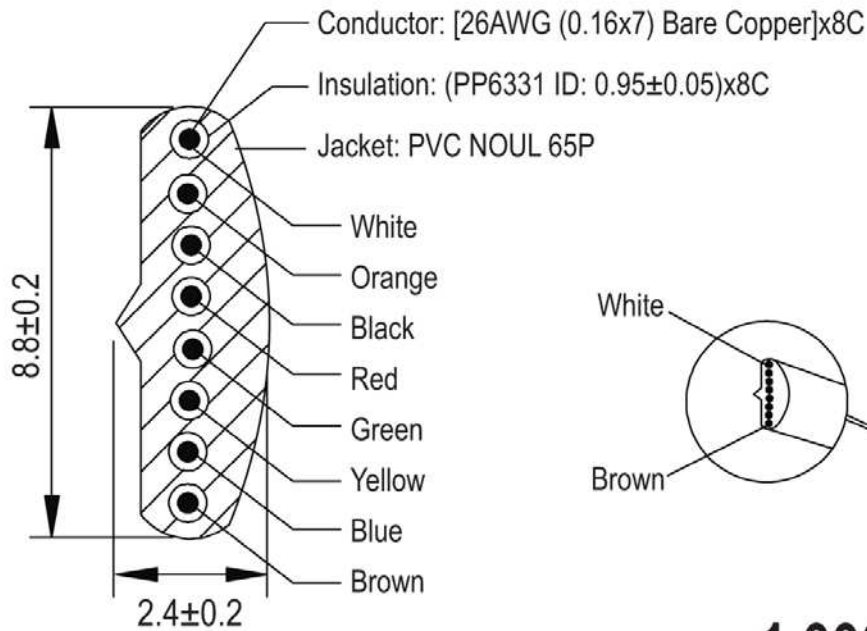 Conductor: [26AWG (0.16x7) Bare Copper]x8C
Insulation: (PP6331 ID: 0.95±0.05)x8C
Jacket: PVC NOUL 65P
White
Orange
Black
Red
Green
Yellow
Blue
Brown
8.8±0.2
2.4±0.2
White
Brown